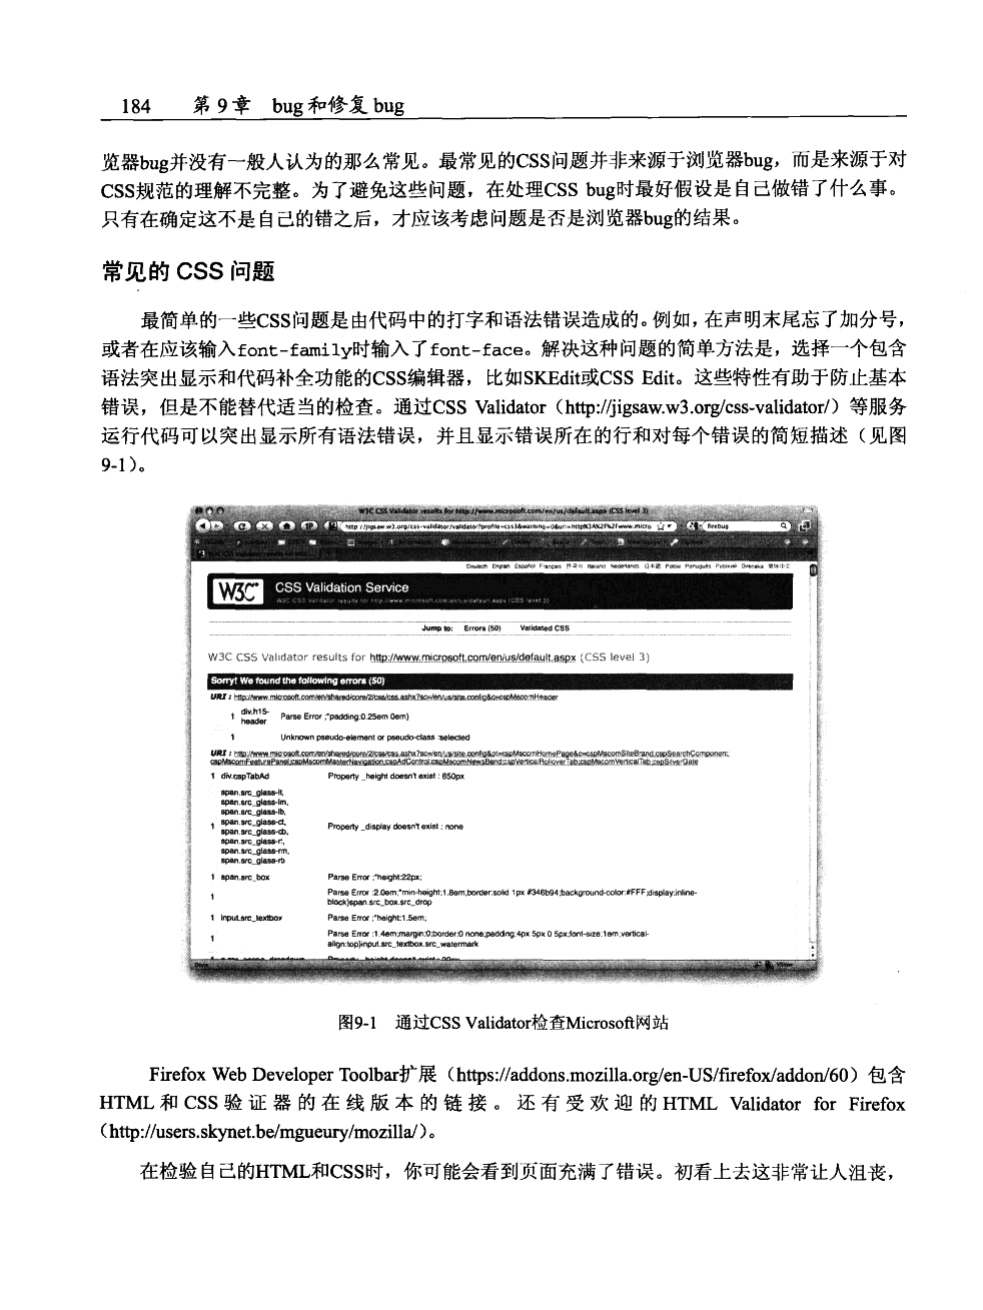 184 第 9 章 bug 和修复 bug
览器bug并没有一般人认为的那么常见。最常见的CSS问题并非来源于浏览器bug，而是来源于对
CSS规范的理解不完整。为了避免这些问题，在处理CSS bug时最好假设是自己做错了什么事。
只有在确定这不是自己的错之后，才应该考虑问题是否是浏览器bug的结果。
常见的 CSS 问题
最简单的一些CSS问题是由代码中的打字和语法错误造成的。例如，在声明末尾忘了加分号，
或者在应该输入font-family时输入了font-face。解决这种问题的简单方法是，选择一个包含
语法突出显示和代码补全功能的CSS编辑器，比如SKEdit或CSS Edit。这些特性有助于防止基本
错误，但是不能替代适当的检查。通过CSS Validator（http://jigsaw.w3.org/css-validator/）等服务
运行代码可以突出显示所有语法错误，并且显示错误所在的行和对每个错误的简短描述（见图
9-1）。
W3C CSS Validator results for http://www.microsoft.com/en/us/default.aspx (CSS level 3)
firebug
W3C CSS Validation Service
Jump to: Errors (50) Validated CSS
W3C CSS Validator results for http://www.microsoft.com/en/us/default.aspx (CSS level 3)
Sorry! We found the following errors (50)
1 div.h15-header Parse Error ;*padding:0.25em 0em}
1 Unknown pseudo-element or pseudo-class :selected
1 div.cspTabAd Property _height doesn't exist : 650px
span.src_glass-lt,
span.src_glass-lm,
span.src_glass-lb,
span.src_glass-ct,
1 span.src_glass-cb, Property _display doesn't exist : none
span.src_glass-r,
span.src_glass-rm,
span.src_glass-rb
1 span.src_box Parse Error ;*height:22px;
1 Parse Error :2.0em;*min-height:1.8em;border:solid 1px #346b94;background-color:#FFF;display:inline-
block}span.src_box.src_drop
1 input.src_textbox Parse Error ;*height:1.5em;
1 Parse Error :1.4em;margin:0;border:0 none;padding:4px 5px 0 5px;font-size:1em;vertical-
align:top}input.src_textbox.src_watermark
图9-1 通过CSS Validator检查Microsoft网站
Firefox Web Developer Toolbar扩展（https://addons.mozilla.org/en-US/firefox/addon/60）包含
HTML 和 CSS 验 证 器 的 在 线 版 本 的 链 接 。 还 有 受 欢 迎 的 HTML Validator for Firefox
（http://users.skynet.be/mgueury/mozilla/）。
在检验自己的HTML和CSS时，你可能会看到页面充满了错误。初看上去这非常让人沮丧，